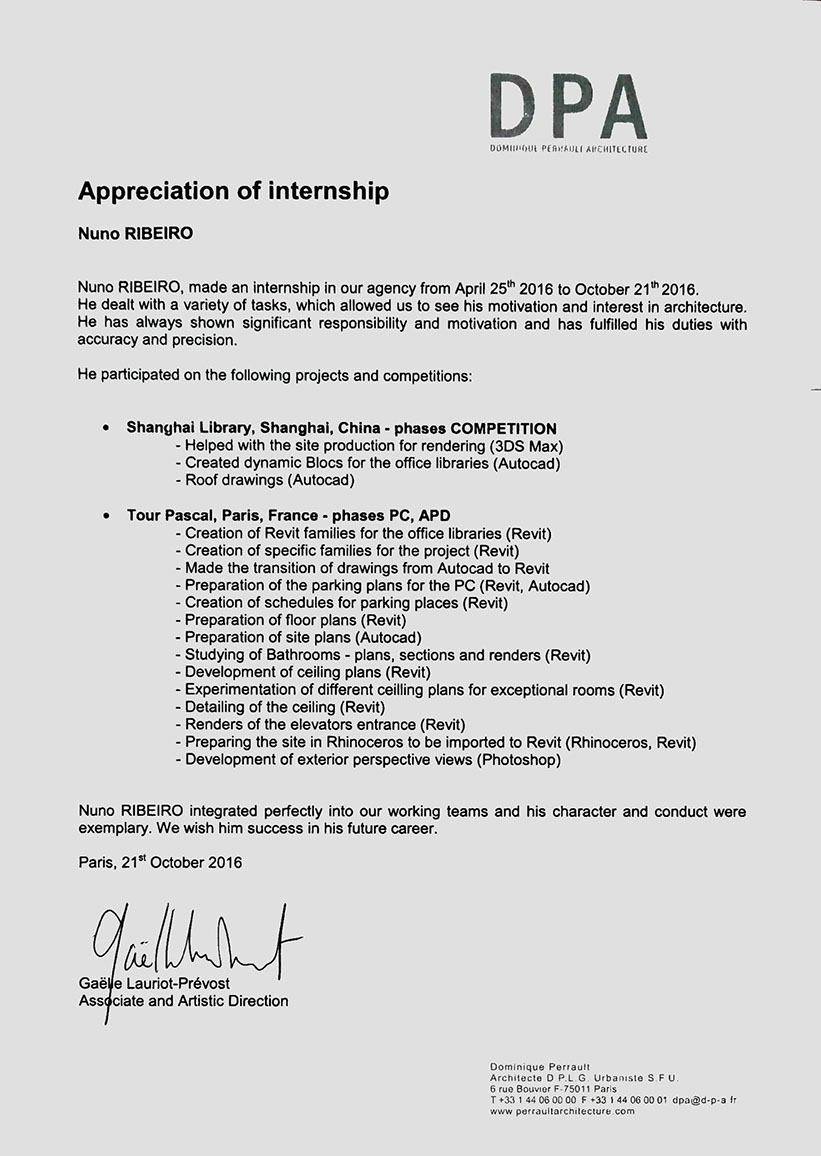 DPA
DOMINIQUE PERRAULT ARCHITECTURE
Appreciation of internship
Nuno RIBEIRO
Nuno RIBEIRO, made an internship in our agency from April 25th 2016 to October 21th 2016.
He dealt with a variety of tasks, which allowed us to see his motivation and interest in architecture.
He has always shown significant responsibility and motivation and has fulfilled his duties with
accuracy and precision.
He participated on the following projects and competitions:
• Shanghai Library, Shanghai, China - phases COMPETITION
- Helped with the site production for rendering (3DS Max)
- Created dynamic Blocs for the office libraries (Autocad)
- Roof drawings (Autocad)
• Tour Pascal, Paris, France - phases PC, APD
- Creation of Revit families for the office libraries (Revit)
- Creation of specific families for the project (Revit)
- Made the transition of drawings from Autocad to Revit
- Preparation of the parking plans for the PC (Revit, Autocad)
- Creation of schedules for parking places (Revit)
- Preparation of floor plans (Revit)
- Preparation of site plans (Autocad)
- Studying of Bathrooms - plans, sections and renders (Revit)
- Development of ceiling plans (Revit)
- Experimentation of different ceilling plans for exceptional rooms (Revit)
- Detailing of the ceiling (Revit)
- Renders of the elevators entrance (Revit)
- Preparing the site in Rhinoceros to be imported to Revit (Rhinoceros, Revit)
- Development of exterior perspective views (Photoshop)
Nuno RIBEIRO integrated perfectly into our working teams and his character and conduct were
exemplary. We wish him success in his future career.
Paris, 21st October 2016
Gaëlle Lauriot-Prévost
Associate and Artistic Direction
Dominique Perrault
Architecte D.P.L.G. Urbaniste S.F.U.
6 rue Bouvier F-75011 Paris
T +33 1 44 06 00 00 F +33 1 44 06 00 01 dpa@d-p-a.fr
www.perraultarchitecture.com